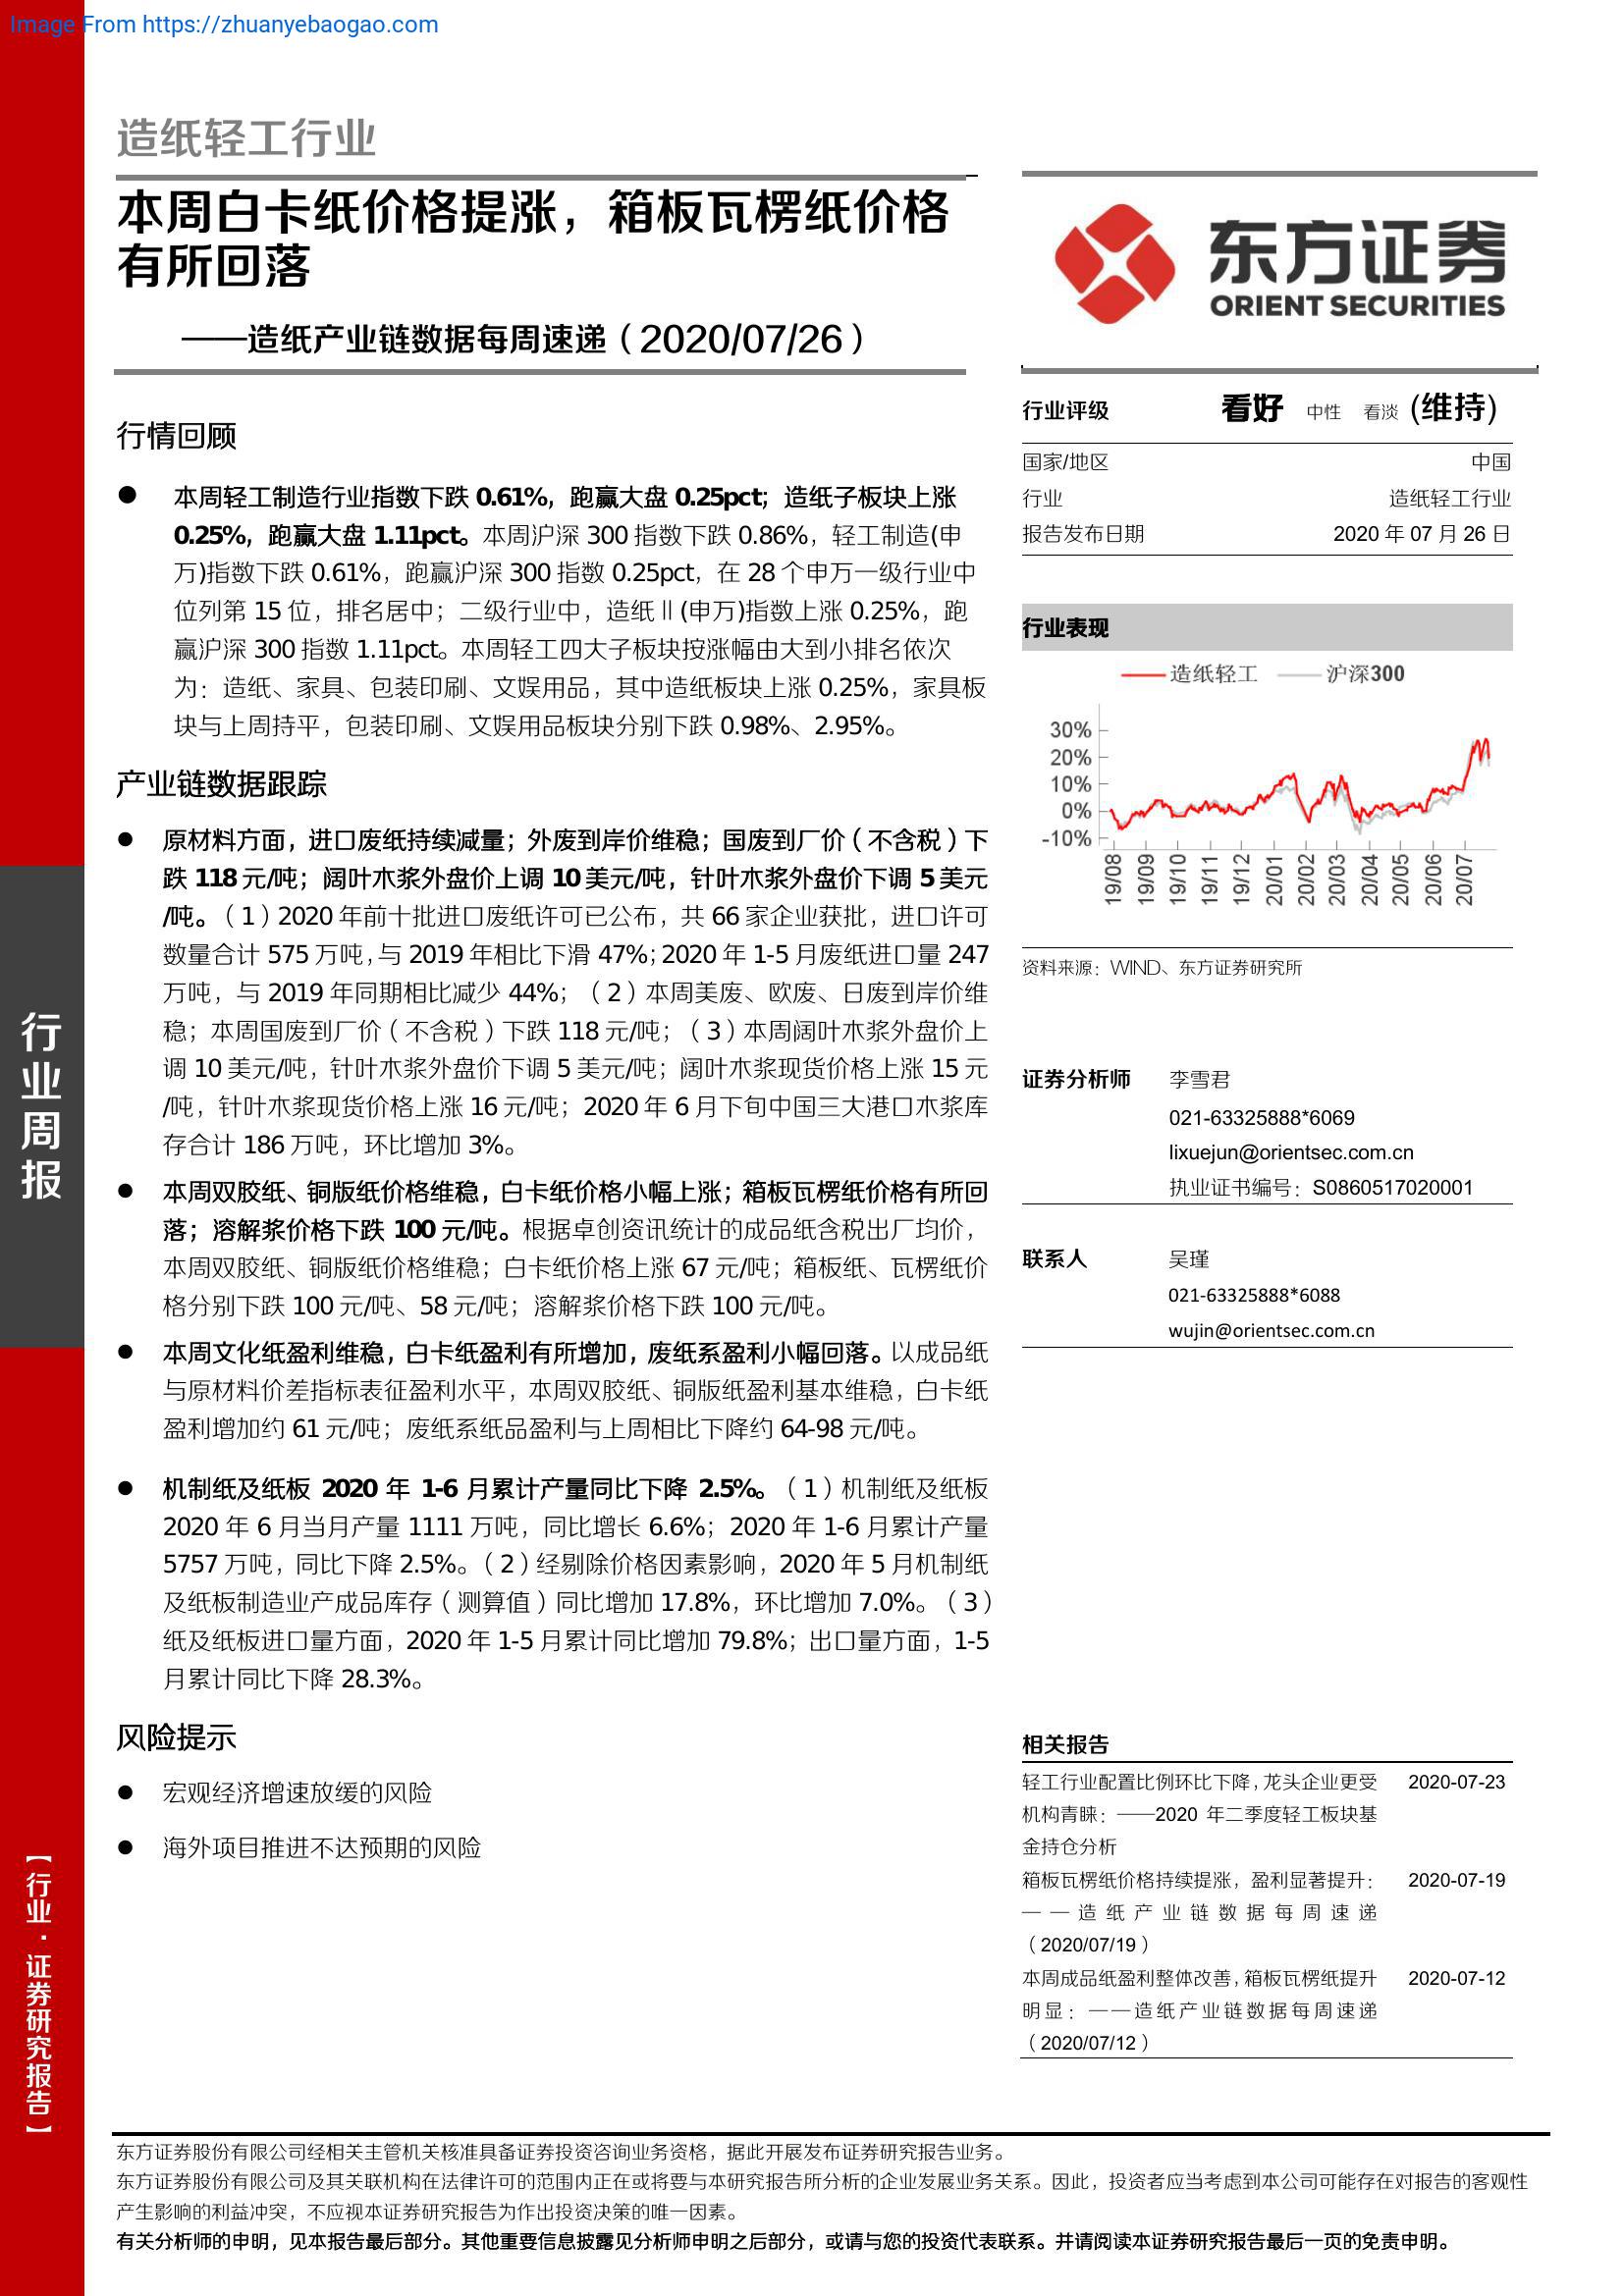 Image From https://zhuanyebaogao.com
造纸轻工行业
本周白卡纸价格提涨，箱板瓦楞纸价格
有所回落
——造纸产业链数据每周速递（2020/07/26）
行情回顾
● 本周轻工制造行业指数下跌 0.61%，跑赢大盘 0.25pct；造纸子板块上涨
0.25%，跑赢大盘 1.11pct。本周沪深 300 指数下跌 0.86%，轻工制造(申
万)指数下跌 0.61%，跑赢沪深 300 指数 0.25pct，在 28 个申万一级行业中
位列第 15 位，排名居中；二级行业中，造纸Ⅱ(申万)指数上涨 0.25%，跑
赢沪深 300 指数 1.11pct。本周轻工四大子板块按涨幅由大到小排名依次
为：造纸、家具、包装印刷、文娱用品，其中造纸板块上涨 0.25%，家具板
块与上周持平，包装印刷、文娱用品板块分别下跌 0.98%、2.95%。
产业链数据跟踪
● 原材料方面，进口废纸持续减量；外废到岸价维稳；国废到厂价（不含税）下
跌 118 元/吨；阔叶木浆外盘价上调 10 美元/吨，针叶木浆外盘价下调 5 美元
/吨。（1）2020 年前十批进口废纸许可已公布，共 66 家企业获批，进口许可
数量合计 575 万吨，与 2019 年相比下滑 47%；2020 年 1-5 月废纸进口量 247
万吨，与 2019 年同期相比减少 44%；（2）本周美废、欧废、日废到岸价维
稳；本周国废到厂价（不含税）下跌 118 元/吨；（3）本周阔叶木浆外盘价上
调 10 美元/吨，针叶木浆外盘价下调 5 美元/吨；阔叶木浆现货价格上涨 15 元
/吨，针叶木浆现货价格上涨 16 元/吨；2020 年 6 月下旬中国三大港口木浆库
存合计 186 万吨，环比增加 3%。
● 本周双胶纸、铜版纸价格维稳，白卡纸价格小幅上涨；箱板瓦楞纸价格有所回
落；溶解浆价格下跌 100 元/吨。根据卓创资讯统计的成品纸含税出厂均价，
本周双胶纸、铜版纸价格维稳；白卡纸价格上涨 67 元/吨；箱板纸、瓦楞纸价
格分别下跌 100 元/吨、58 元/吨；溶解浆价格下跌 100 元/吨。
● 本周文化纸盈利维稳，白卡纸盈利有所增加，废纸系盈利小幅回落。以成品纸
与原材料价差指标表征盈利水平，本周双胶纸、铜版纸盈利基本维稳，白卡纸
盈利增加约 61 元/吨；废纸系纸品盈利与上周相比下降约 64-98 元/吨。
● 机制纸及纸板 2020 年 1-6 月累计产量同比下降 2.5%。（1）机制纸及纸板
2020 年 6 月当月产量 1111 万吨，同比增长 6.6%；2020 年 1-6 月累计产量
5757 万吨，同比下降 2.5%。（2）经剔除价格因素影响，2020 年 5 月机制纸
及纸板制造业产成品库存（测算值）同比增加 17.8%，环比增加 7.0%。（3）
纸及纸板进口量方面，2020 年 1-5 月累计同比增加 79.8%；出口量方面，1-5
月累计同比下降 28.3%。
风险提示
● 宏观经济增速放缓的风险
● 海外项目推进不达预期的风险
东方证券
ORIENT SECURITIES
行业评级 看好 中性 看淡 (维持)
国家/地区 中国
行业 造纸轻工行业
报告发布日期 2020 年 07 月 26 日
行业表现
造纸轻工 沪深300
30%
20%
10%
0%
-10%
19/08 19/09 19/10 19/11 19/12 20/01 20/02 20/03 20/04 20/05 20/06 20/07
资料来源：WIND、东方证券研究所
证券分析师 李雪君
021-63325888*6069
lixuejun@orientsec.com.cn
执业证书编号：S0860517020001
联系人 吴瑾
021-63325888*6088
wujin@orientsec.com.cn
相关报告
轻工行业配置比例环比下降，龙头企业更受 2020-07-23
机构青睐：——2020 年二季度轻工板块基
金持仓分析
箱板瓦楞纸价格持续提涨，盈利显著提升： 2020-07-19
——造纸产业链数据每周速递
（2020/07/19）
本周成品纸盈利整体改善，箱板瓦楞纸提升 2020-07-12
明显：——造纸产业链数据每周速递
（2020/07/12）
行业周报
【行业·证券研究报告】
东方证券股份有限公司经相关主管机关核准具备证券投资咨询业务资格，据此开展发布证券研究报告业务。
东方证券股份有限公司及其关联机构在法律许可的范围内正在或将要与本研究报告所分析的企业发展业务关系。因此，投资者应当考虑到本公司可能存在对报告的客观性
产生影响的利益冲突，不应视本证券研究报告为作出投资决策的唯一因素。
有关分析师的申明，见本报告最后部分。其他重要信息披露见分析师申明之后部分，或请与您的投资代表联系。并请阅读本证券研究报告最后一页的免责申明。